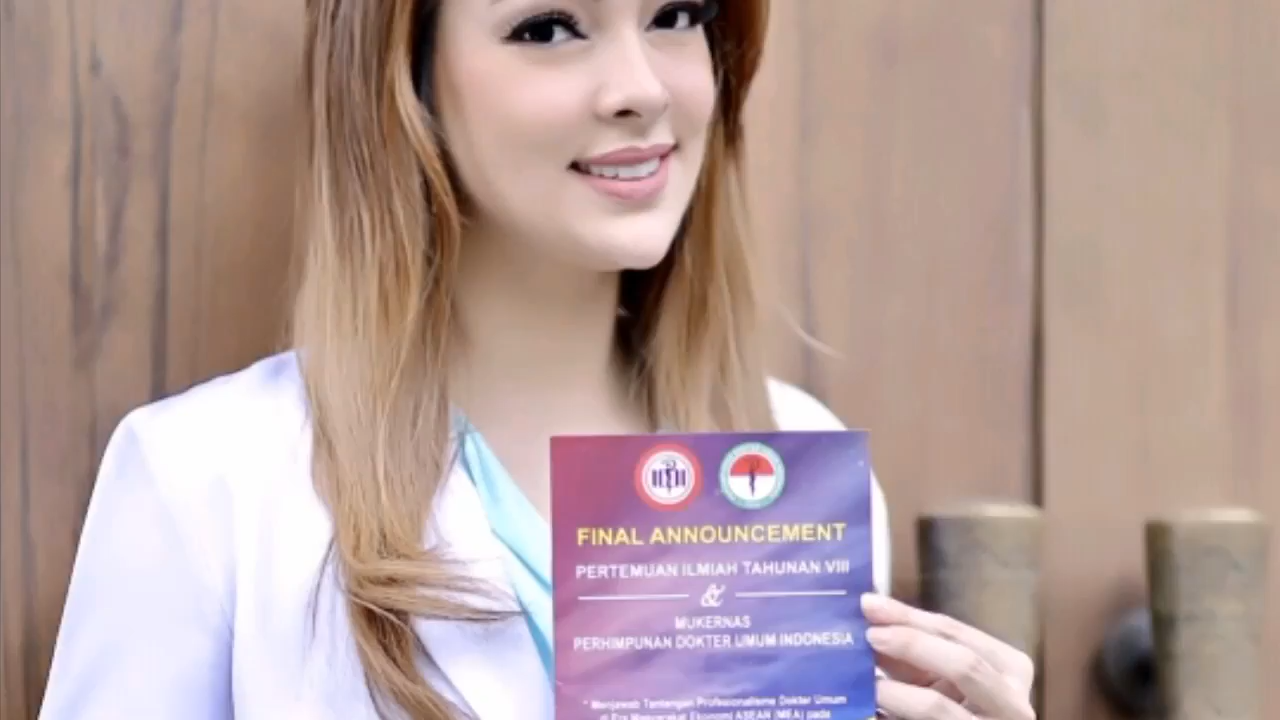 FINAL ANNOUNCEMENT
PERTEMUAN ILMIAH TAHUNAN VIII
&
MUKERNAS
PERHIMPUNAN DOKTER UMUM INDONESIA
" Menjawab Tantangan Profesionalisme Dokter Umum
di Era Masyarakat Ekonomi ASEAN (MEA) pada